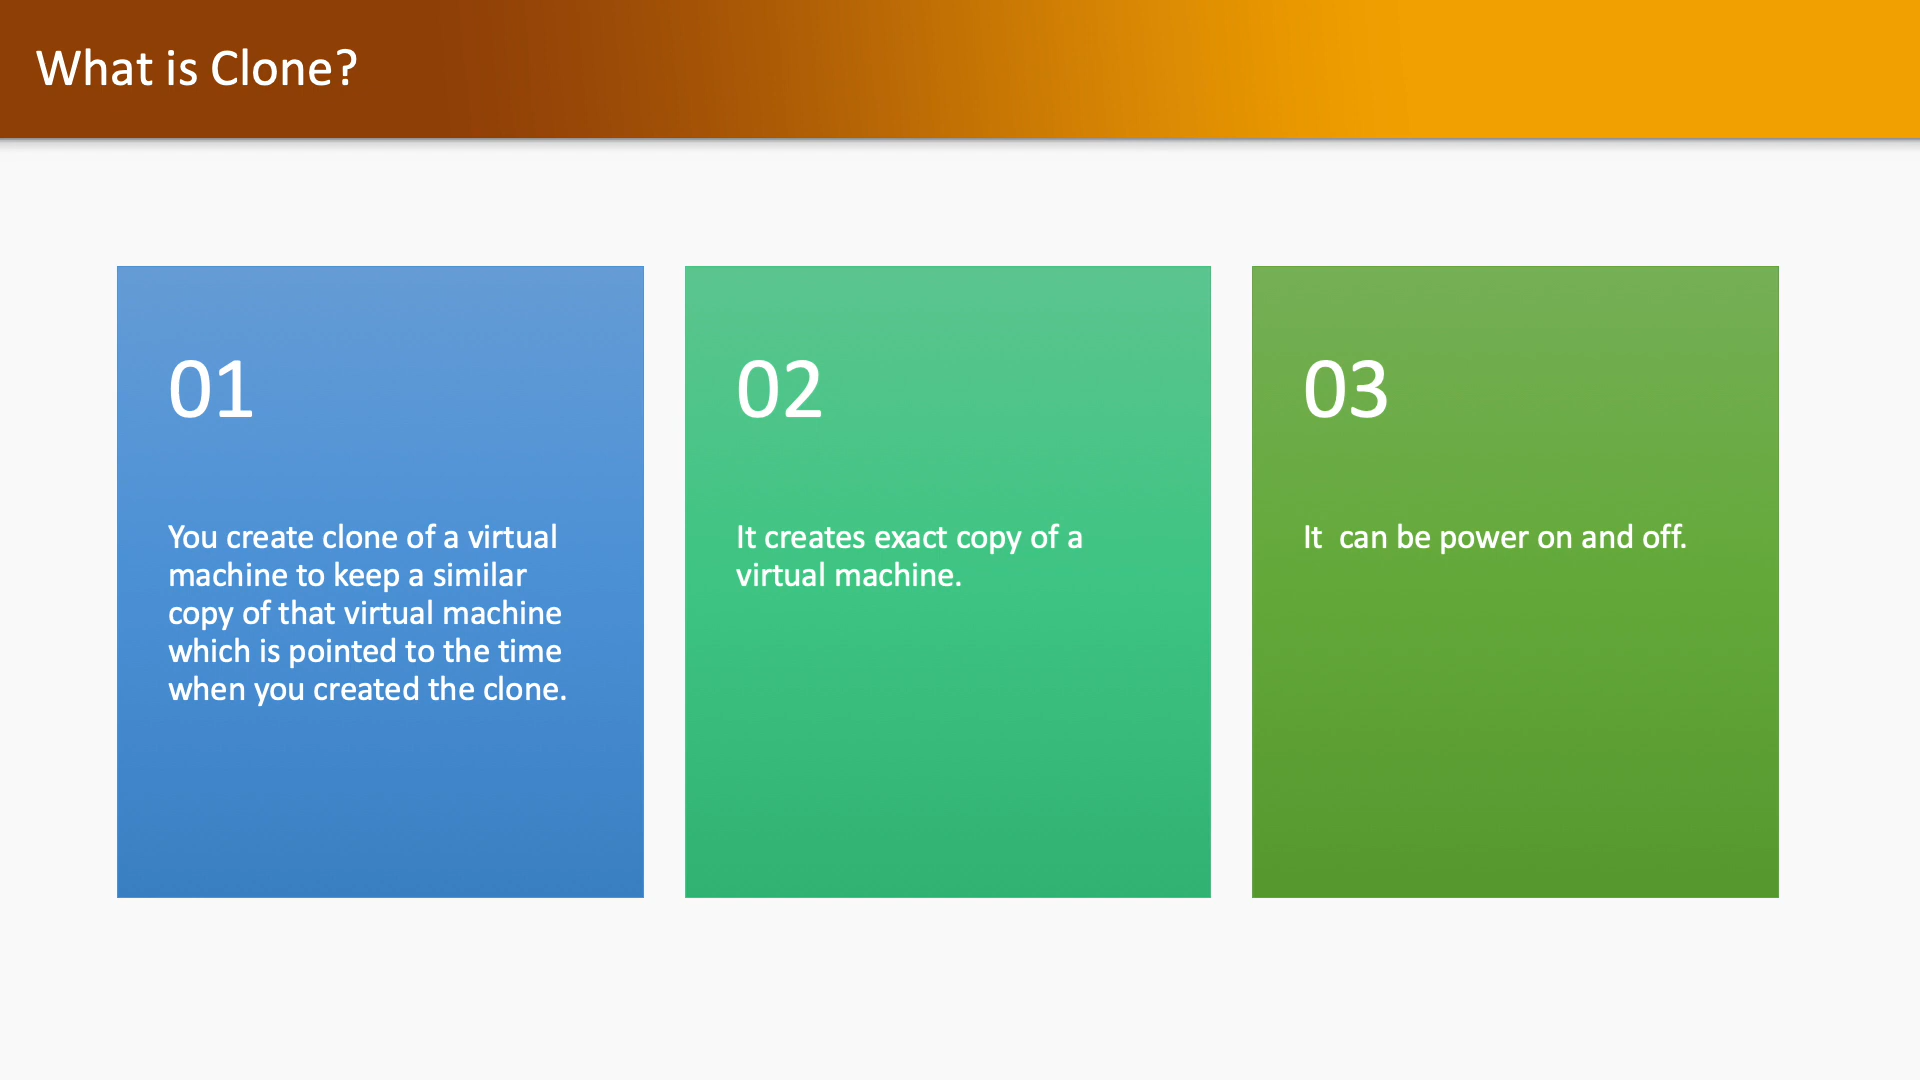 What is Clone?
01
You create clone of a virtual
machine to keep a similar
copy of that virtual machine
which is pointed to the time
when you created the clone.
02
It creates exact copy of a
virtual machine.
03
It  can be power on and off.